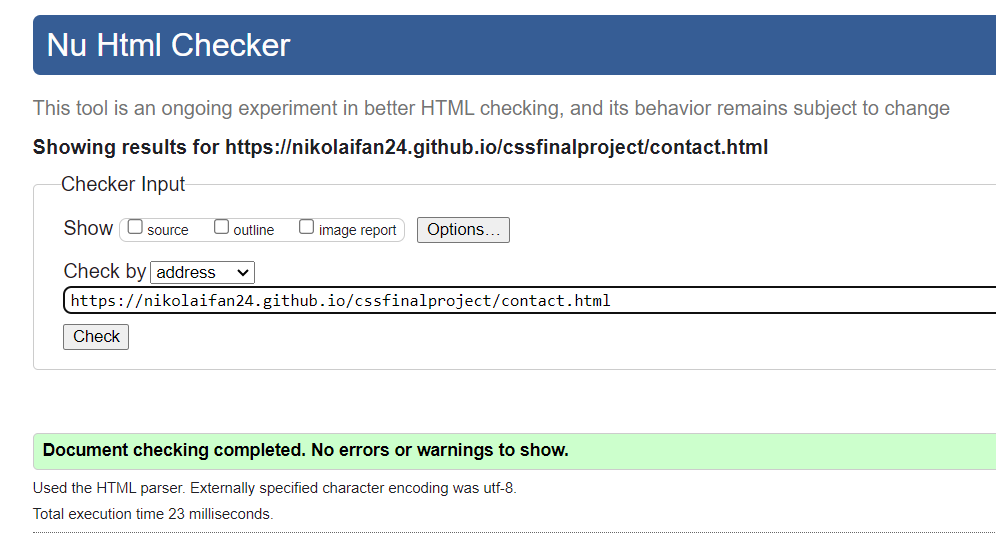 Nu Html Checker
This tool is an ongoing experiment in better HTML checking, and its behavior remains subject to change
Showing results for https://nikolaifan24.github.io/cssfinalproject/contact.html
Checker Input
Show source outline image report Options...
Check by address
https://nikolaifan24.github.io/cssfinalproject/contact.html
Check
Document checking completed. No errors or warnings to show.
Used the HTML parser. Externally specified character encoding was utf-8.
Total execution time 23 milliseconds.